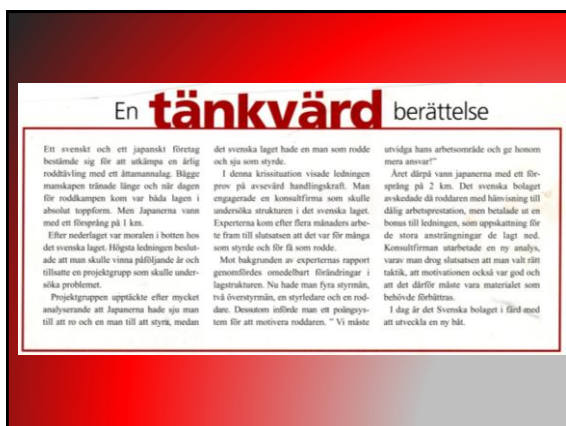 En tänkvärd berättelse
Ett svenskt och ett japanskt företag
bestämde sig för att utkämpa en årlig
roddtävling med ett åttamannalag. Bägge
manskapen tränade länge och när dagen
för roddkampen kom var båda lagen i
absolut toppform. Men Japanerna vann
med ett försprång på 1 km.
Efter nederlaget var moralen i botten hos
det svenska laget. Högsta ledningen beslut-
ade att man skulle vinna påföljande år och
tillsatte en projektgrupp som skulle under-
söka problemet.
Projektgruppen upptäckte efter mycket
analyserande att Japanerna hade sju man
till att ro och en man till att styra, medan
det svenska laget hade en man som rodde
och sju som styrde.
I denna krissituation visade ledningen
prov på avsevärd handlingskraft. Man
engagerade en konsultfirma som skulle
undersöka strukturen i det svenska laget.
Experterna kom efter flera månaders arbe-
te fram till slutsatsen att det var för många
som styrde och för få som rodde.
Mot bakgrunden av experternas rapport
genomfördes omedelbart förändringar i
lagstrukturen. Nu hade man fyra styrmän,
två överstyrmän, en styrledare och en rod-
dare. Dessutom införde man ett poängsys-
tem för att motivera roddaren. " Vi måste
utvidga hans arbetsområde och ge honom
mera ansvar!"
Året därpå vann japanerna med ett för-
språng på 2 km. Det svenska bolaget
avskedade då roddaren med hänvisning till
dålig arbetsprestation, men betalade ut en
bonus till ledningen, som uppskattning för
de stora ansträngningar de lagt ned.
Konsultfirman utarbetade en ny analys,
varav man drog slutsatsen att man valt rätt
taktik, att motivationen också var god och
att det därför måste vara materialet som
behövde förbättras.
I dag är det Svenska bolaget i färd med
att utveckla en ny båt.